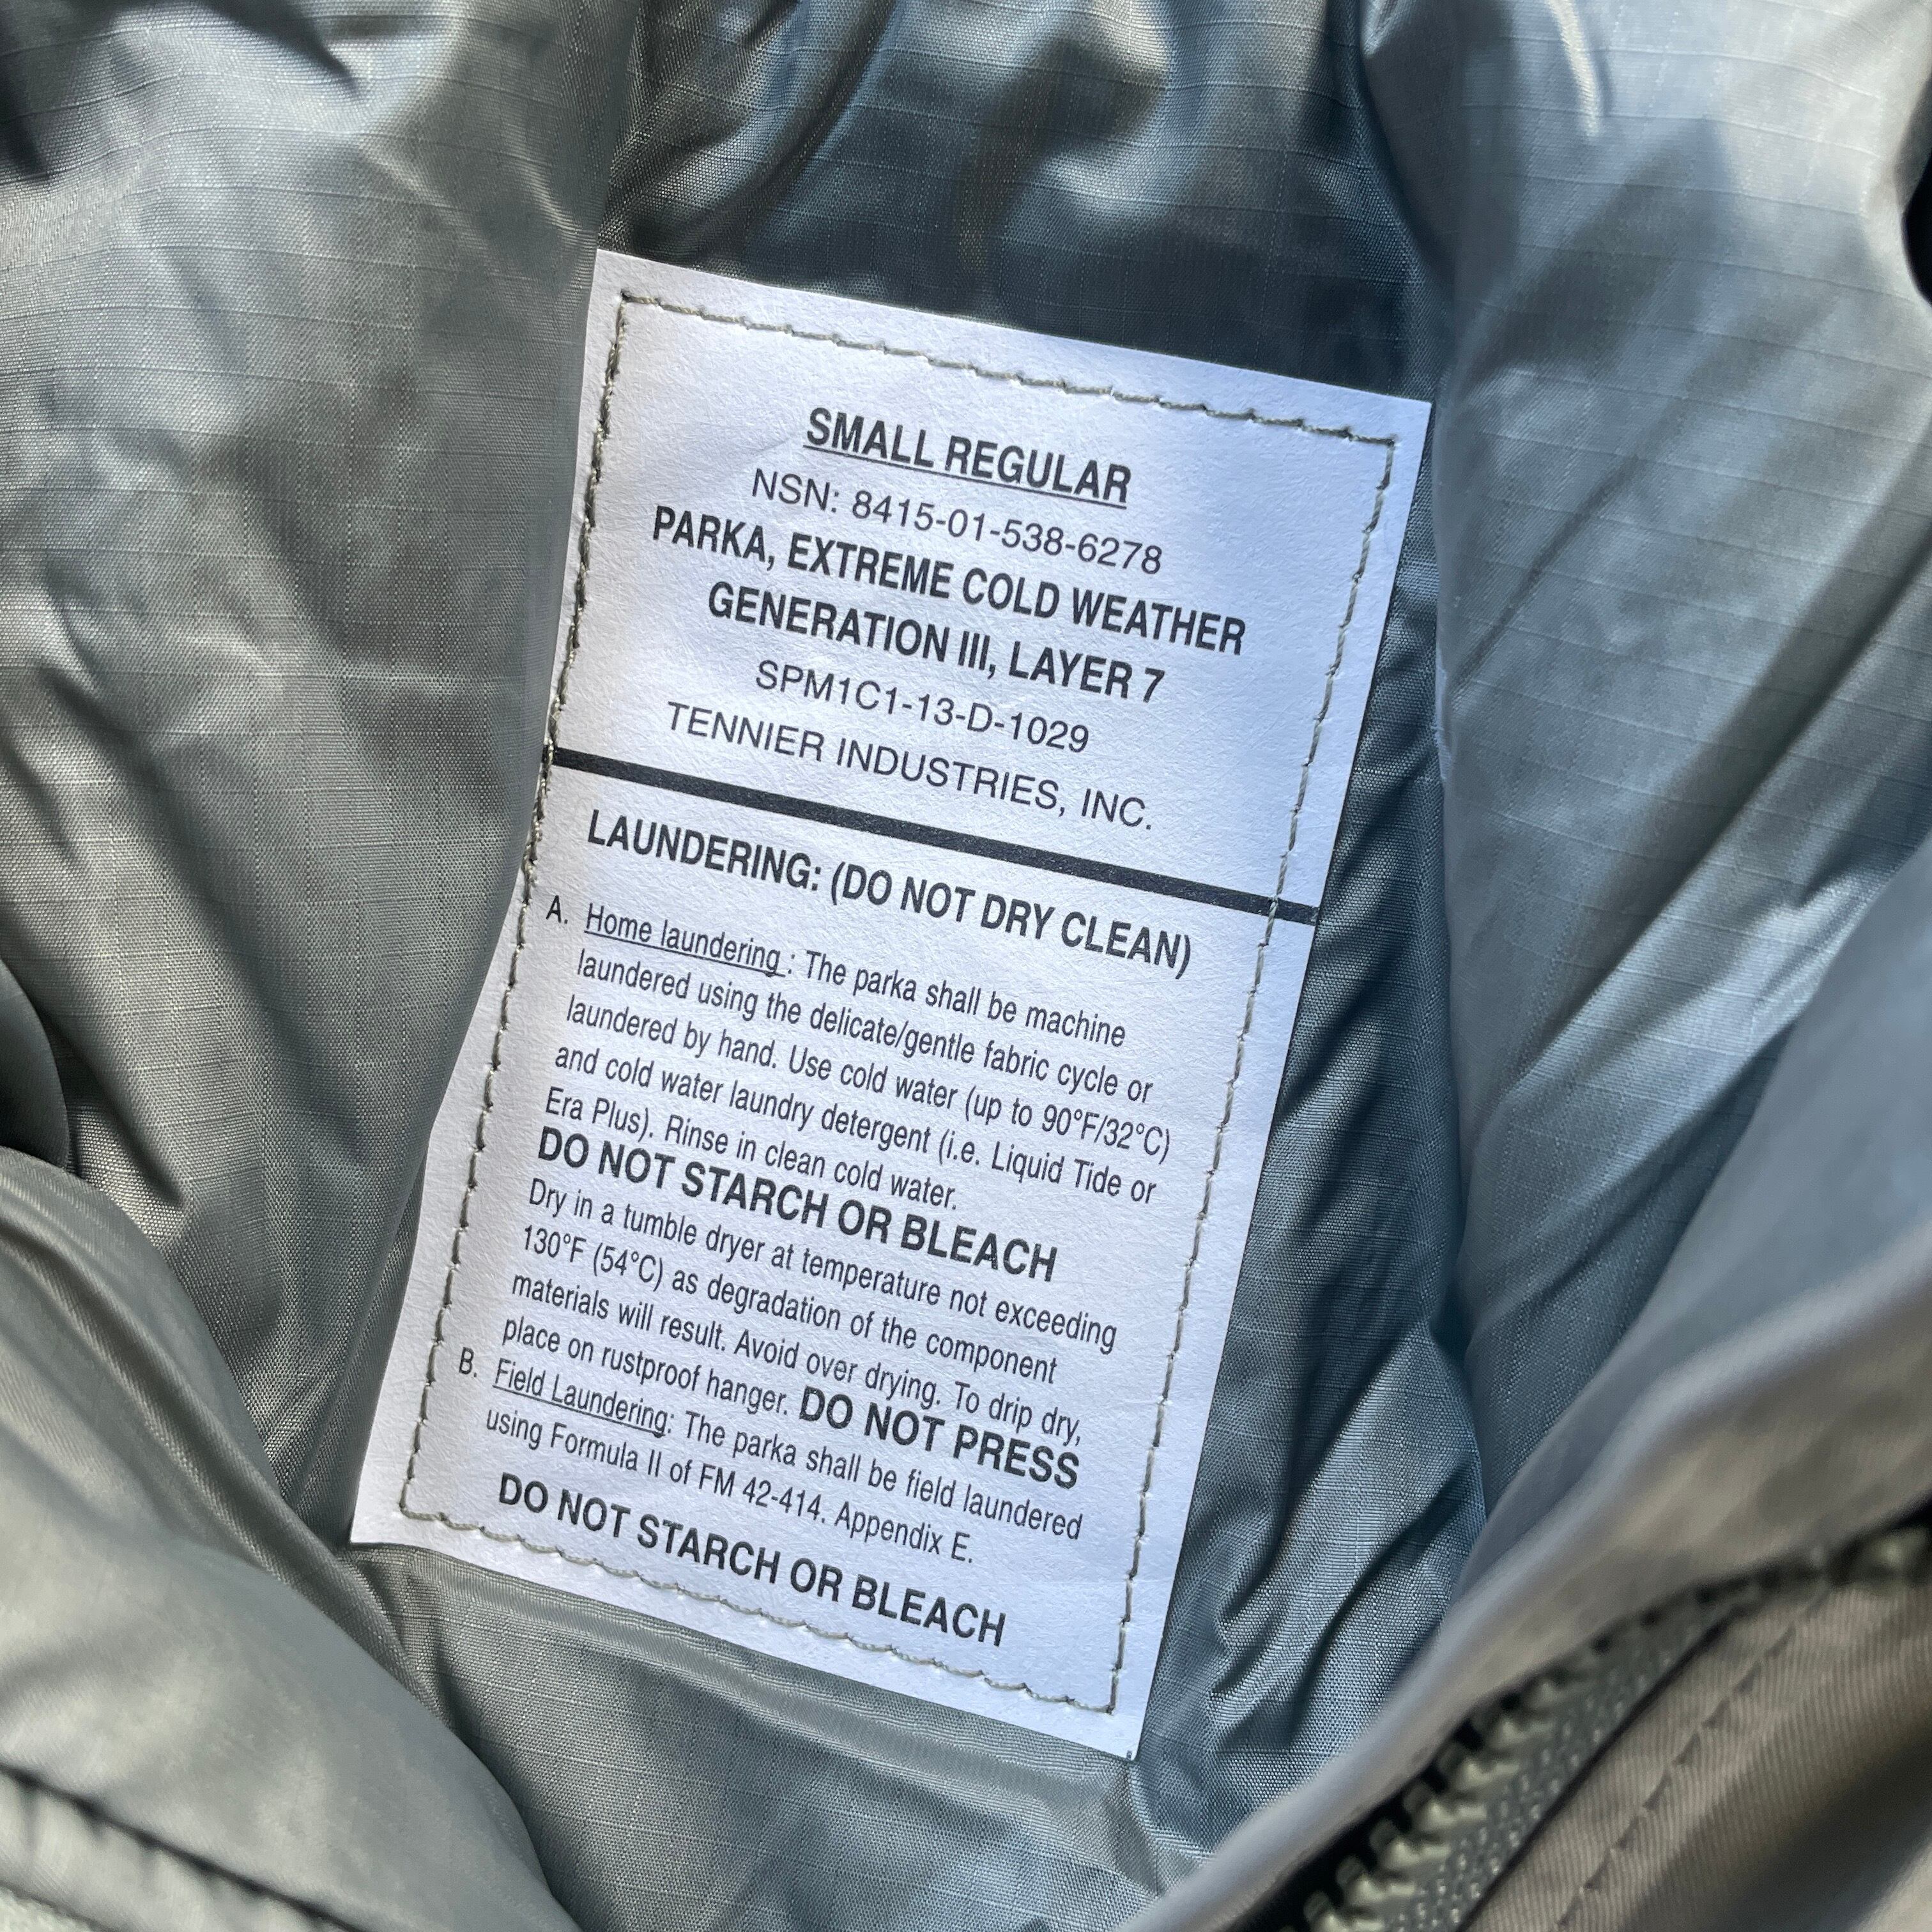 SMALL REGULAR
NSN: 8415-01-538-6278
PARKA, EXTREME COLD WEATHER
GENERATION III, LAYER 7
SPM1C1-13-D-1029
TENNIER INDUSTRIES, INC.
LAUNDERING: (DO NOT DRY CLEAN)
A. Home laundering : The parka shall be machine
laundered using the delicate/gentle fabric cycle or
laundered by hand. Use cold water (up to 90°F/32°C)
and cold water laundry detergent (i.e. Liquid Tide or
Era Plus). Rinse in clean cold water.
DO NOT STARCH OR BLEACH
Dry in a tumble dryer at temperature not exceeding
130°F (54°C) as degradation of the component
materials will result. Avoid over drying. To drip dry,
place on rustproof hanger. DO NOT PRESS
B. Field Laundering: The parka shall be field laundered
using Formula II of FM 42-414. Appendix E.
DO NOT STARCH OR BLEACH